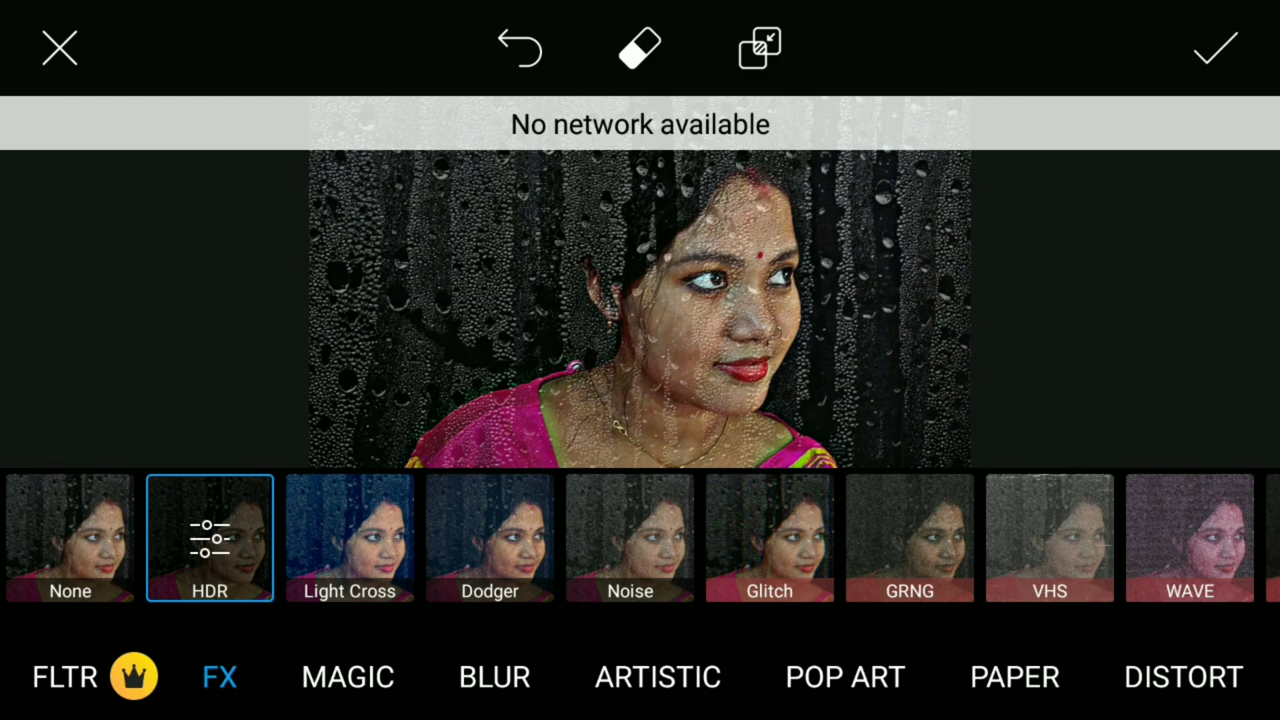 No network available
None
HDR
Light Cross
Dodger
Noise
Glitch
GRNG
VHS
WAVE
FLTR
FX
MAGIC
BLUR
ARTISTIC
POP ART
PAPER
DISTORT